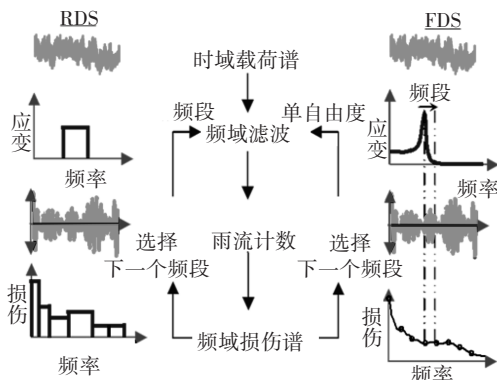 RDS
FDS
时域载荷谱
频段
单自由度
频域滤波
应变
频率
频段
应变
频率
选择
下一个频段
雨流计数
选择
下一个频段
损伤
频率
频域损伤谱
损伤
频率